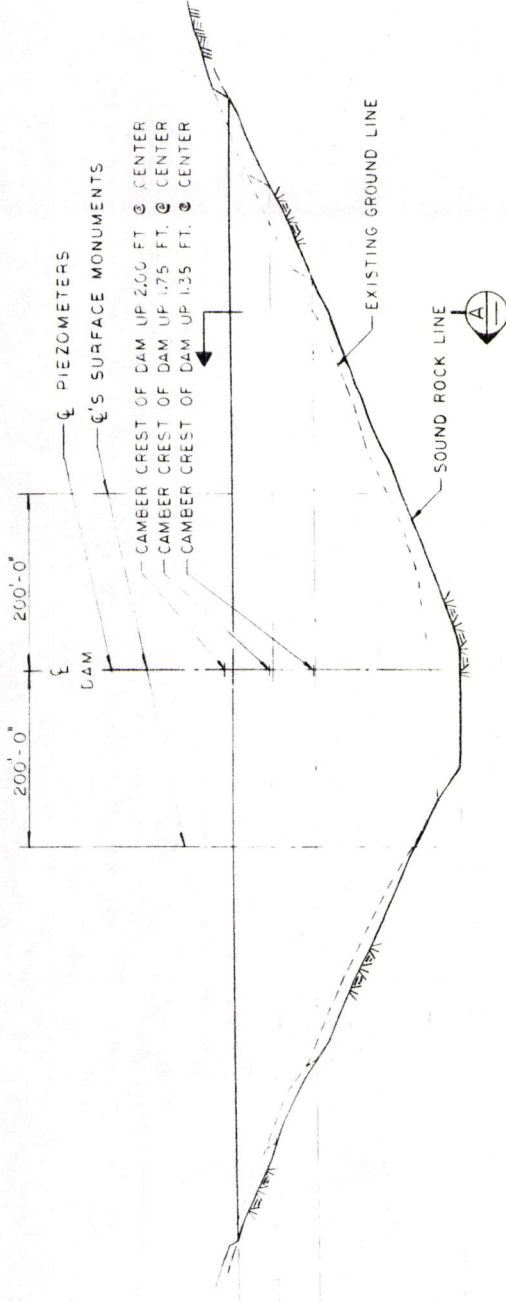 200'-0"
200'-0"
℄
DAM
℄ PIEZOMETERS
℄'S SURFACE MONUMENTS
CAMBER CREST OF DAM UP 2.00 FT @ CENTER
CAMBER CREST OF DAM UP 1.75 FT. @ CENTER
CAMBER CREST OF DAM UP 1.35 FT. @ CENTER
EXISTING GROUND LINE
SOUND ROCK LINE
A